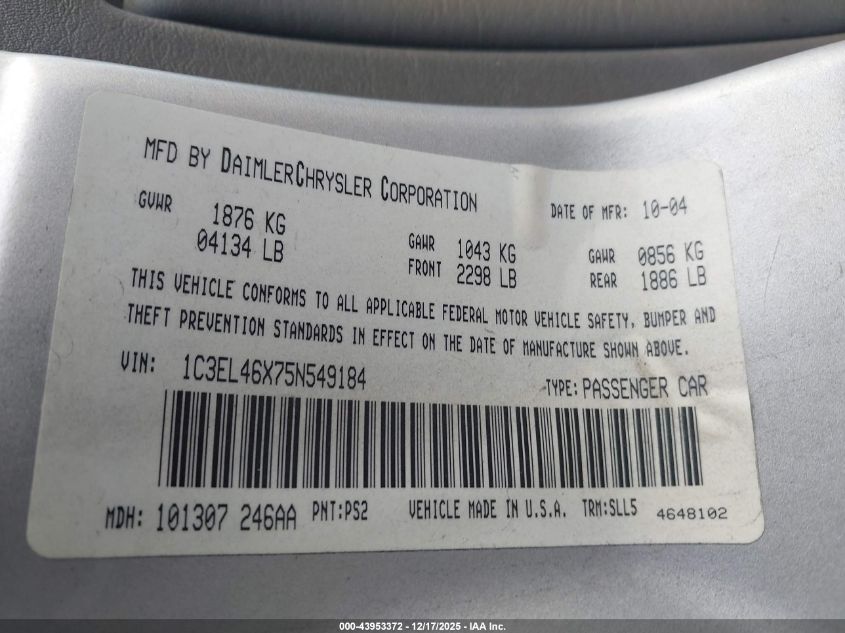 MFD BY DAIMLERCHRYSLER CORPORATION
DATE OF MFR: 10-04
GVWR 1876 KG
04134 LB
GAWR 1043 KG
FRONT 2298 LB
GAWR 0856 KG
REAR 1886 LB
THIS VEHICLE CONFORMS TO ALL APPLICABLE FEDERAL MOTOR VEHICLE SAFETY, BUMPER AND
THEFT PREVENTION STANDARDS IN EFFECT ON THE DATE OF MANUFACTURE SHOWN ABOVE.
VIN: 1C3EL46X75N549184
TYPE: PASSENGER CAR
MDH: 101307 246AA PNT:PS2 VEHICLE MADE IN U.S.A. TRM:SLL5 4648102
000-43953372 - 12/17/2025 - IAA Inc.